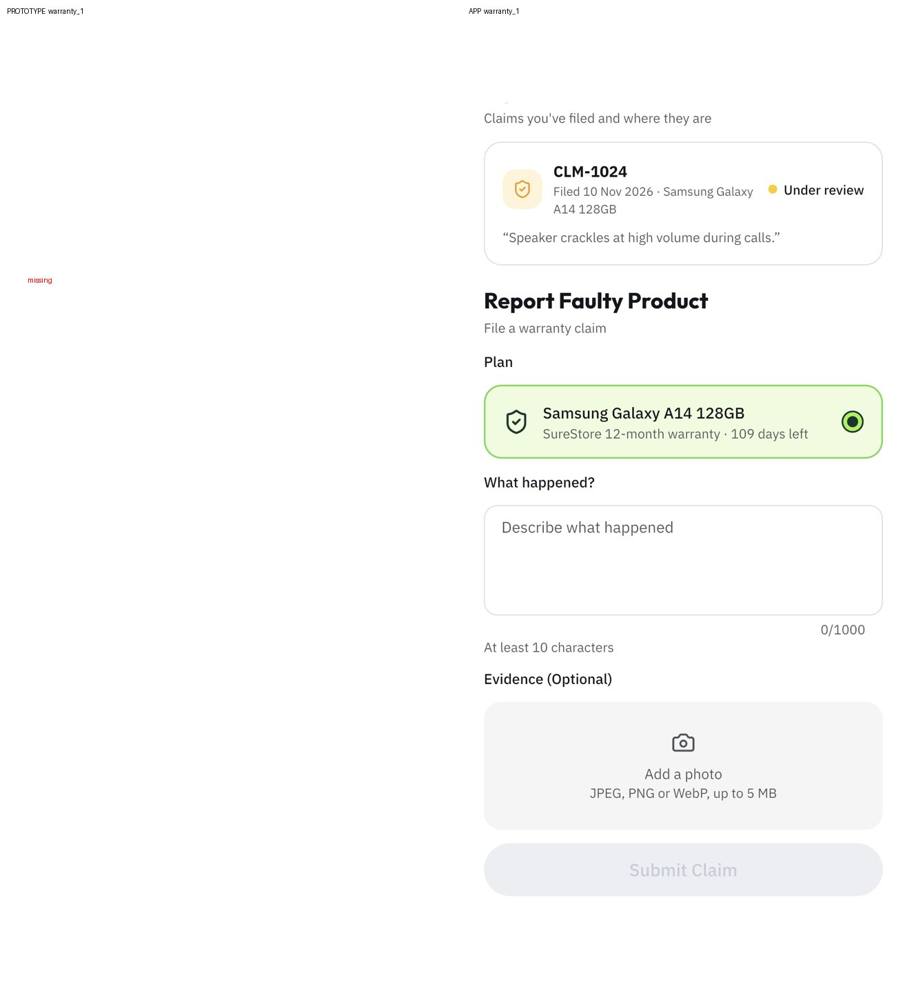 PROTOTYPE warranty_1
APP warranty_1
missing
Claims you've filed and where they are
CLM-1024
Filed 10 Nov 2026 · Samsung Galaxy
A14 128GB
Under review
“Speaker crackles at high volume during calls.”
Report Faulty Product
File a warranty claim
Plan
Samsung Galaxy A14 128GB
SureStore 12-month warranty · 109 days left
What happened?
Describe what happened
0/1000
At least 10 characters
Evidence (Optional)
Add a photo
JPEG, PNG or WebP, up to 5 MB
Submit Claim